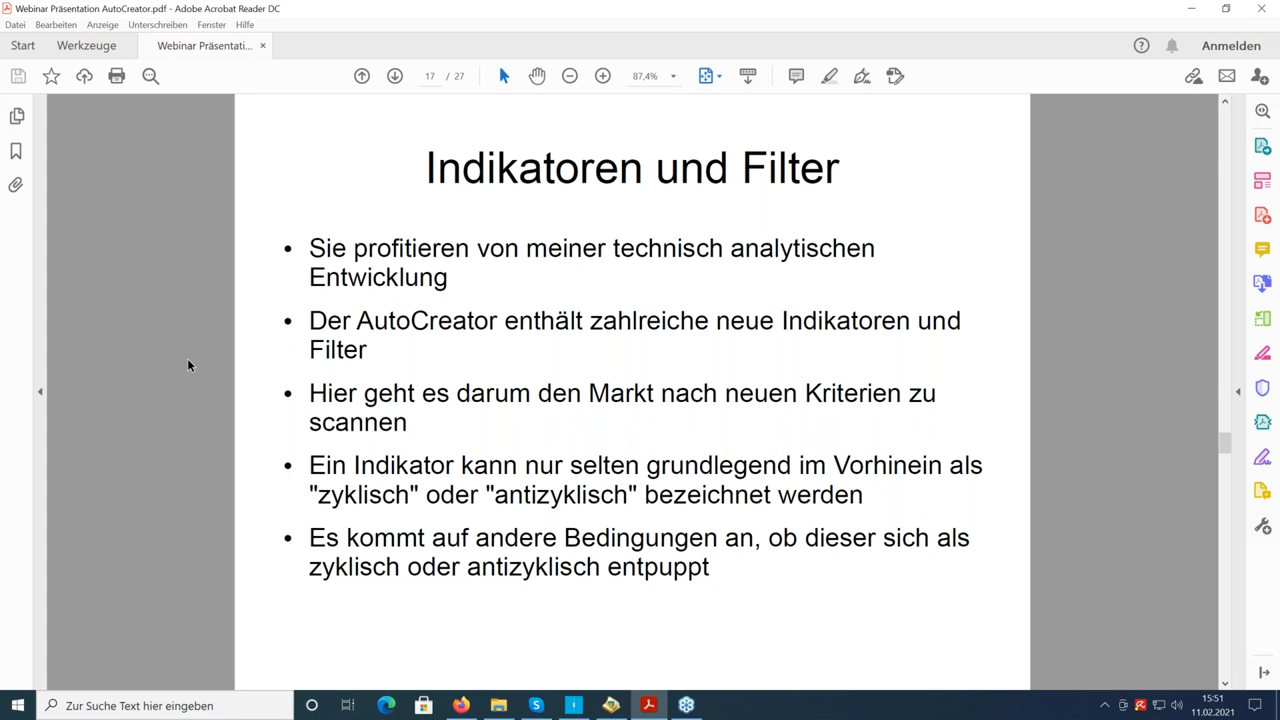 Webinar Präsentation AutoCreator.pdf - Adobe Acrobat Reader DC
Datei Bearbeiten Anzeige Unterschreiben Fenster Hilfe
Start Werkzeuge Webinar Präsentati... × Anmelden
17 / 27 87,4%
Indikatoren und Filter
• Sie profitieren von meiner technisch analytischen
Entwicklung
• Der AutoCreator enthält zahlreiche neue Indikatoren und
Filter
• Hier geht es darum den Markt nach neuen Kriterien zu
scannen
• Ein Indikator kann nur selten grundlegend im Vorhinein als
"zyklisch" oder "antizyklisch" bezeichnet werden
• Es kommt auf andere Bedingungen an, ob dieser sich als
zyklisch oder antizyklisch entpuppt
Zur Suche Text hier eingeben
15:51
11.02.2021